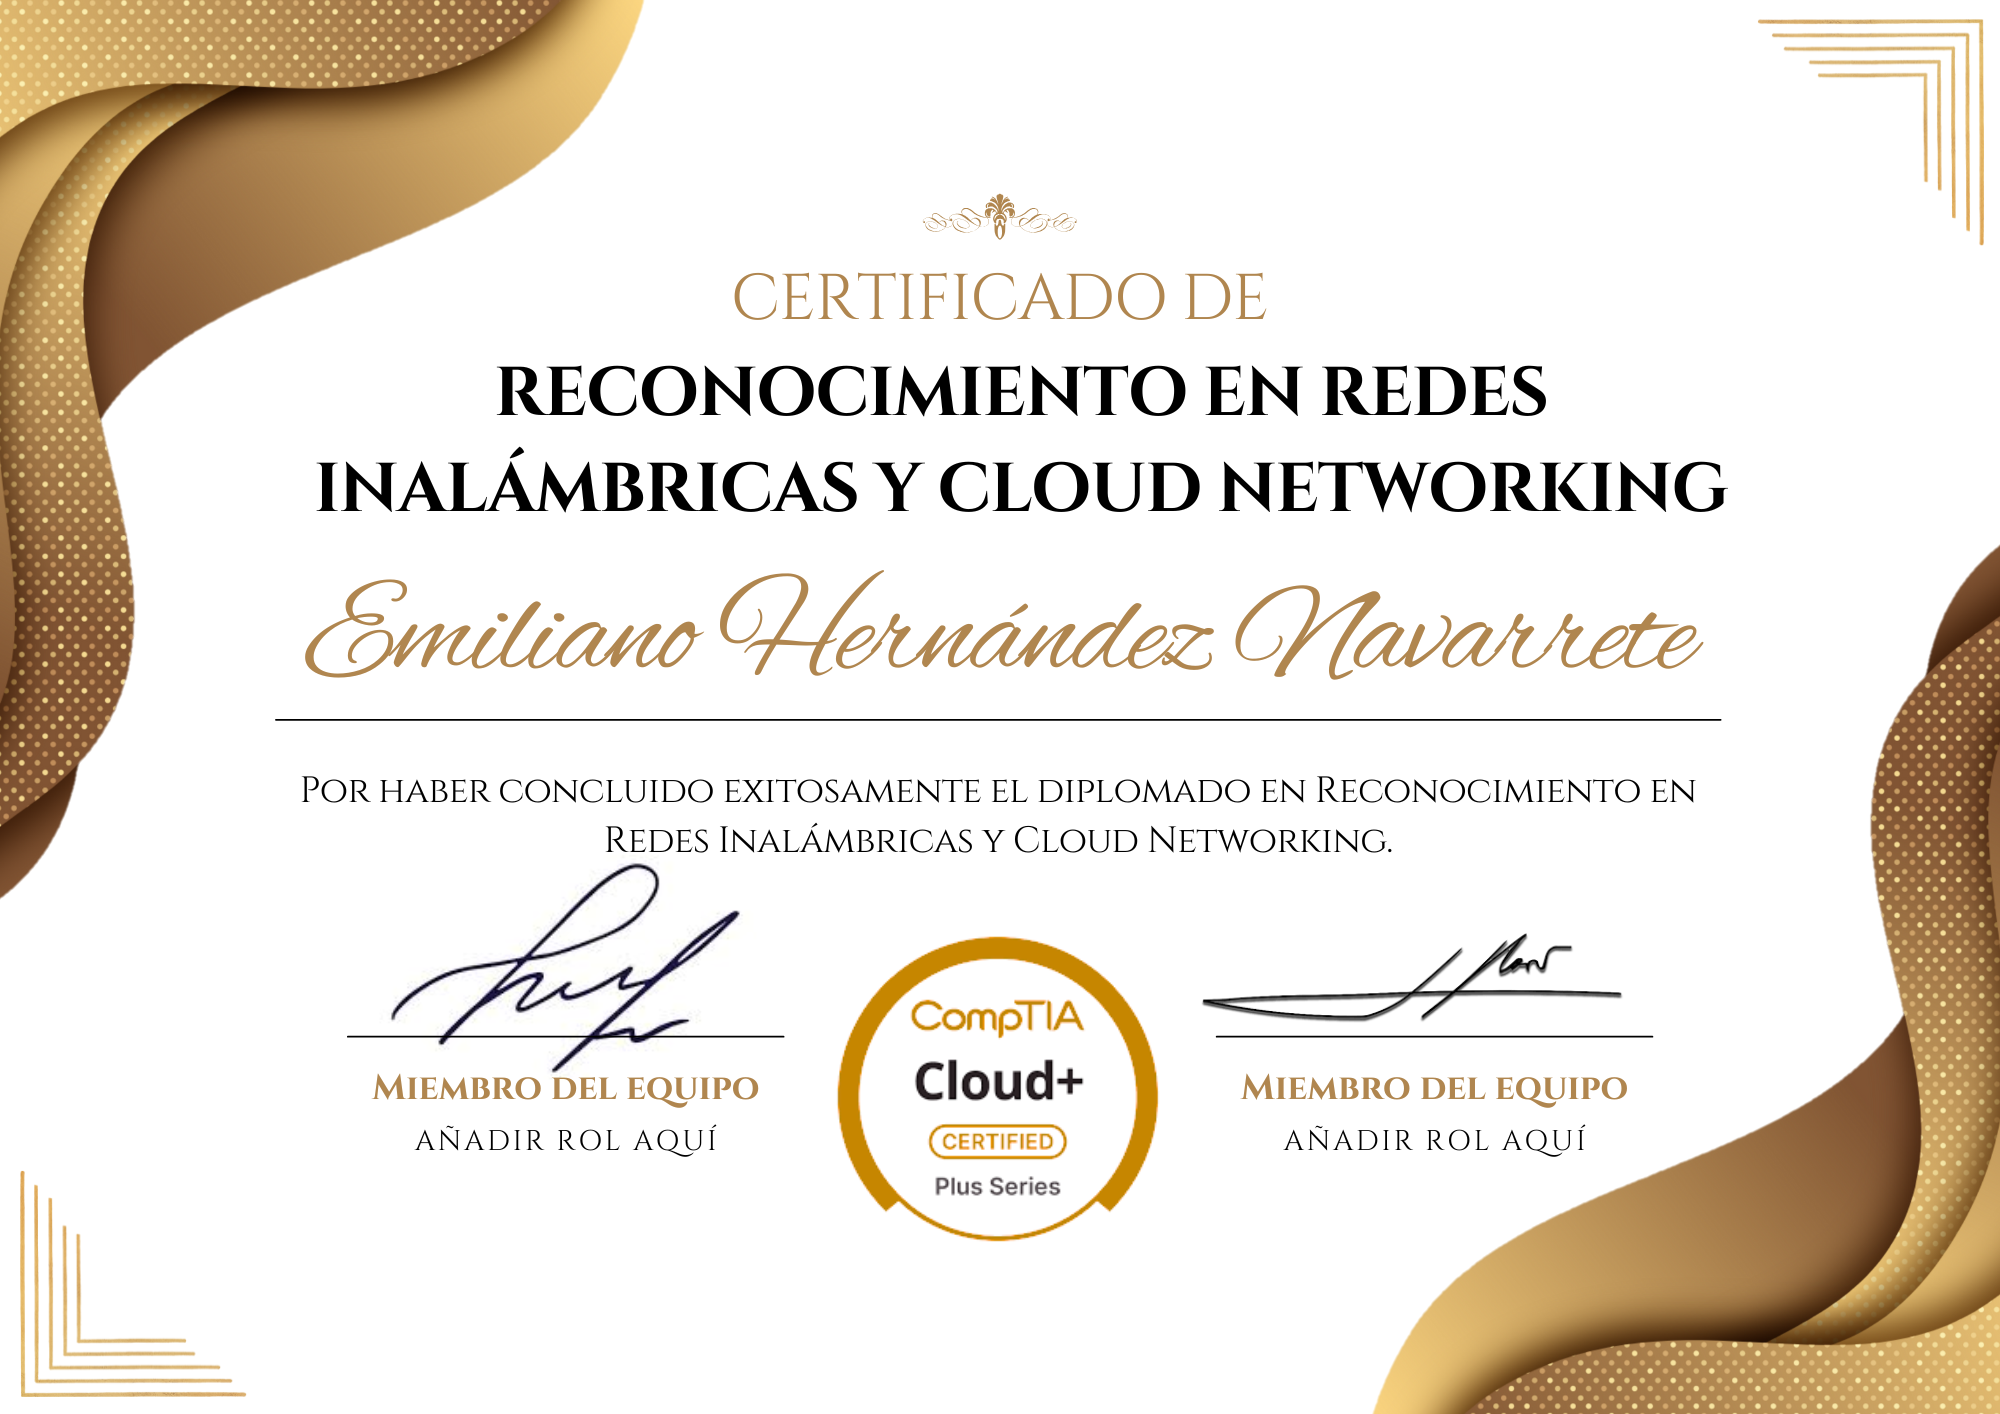 CERTIFICADO DE
RECONOCIMIENTO EN REDES
INALÁMBRICAS Y CLOUD NETWORKING
Emiliano Hernández Navarrete
Por haber concluido exitosamente el diplomado en Reconocimiento en
Redes Inalámbricas y Cloud Networking.
Miembro del equipo
AÑADIR ROL AQUÍ
CompTIA
Cloud+
CERTIFIED
Plus Series
Miembro del equipo
AÑADIR ROL AQUÍ